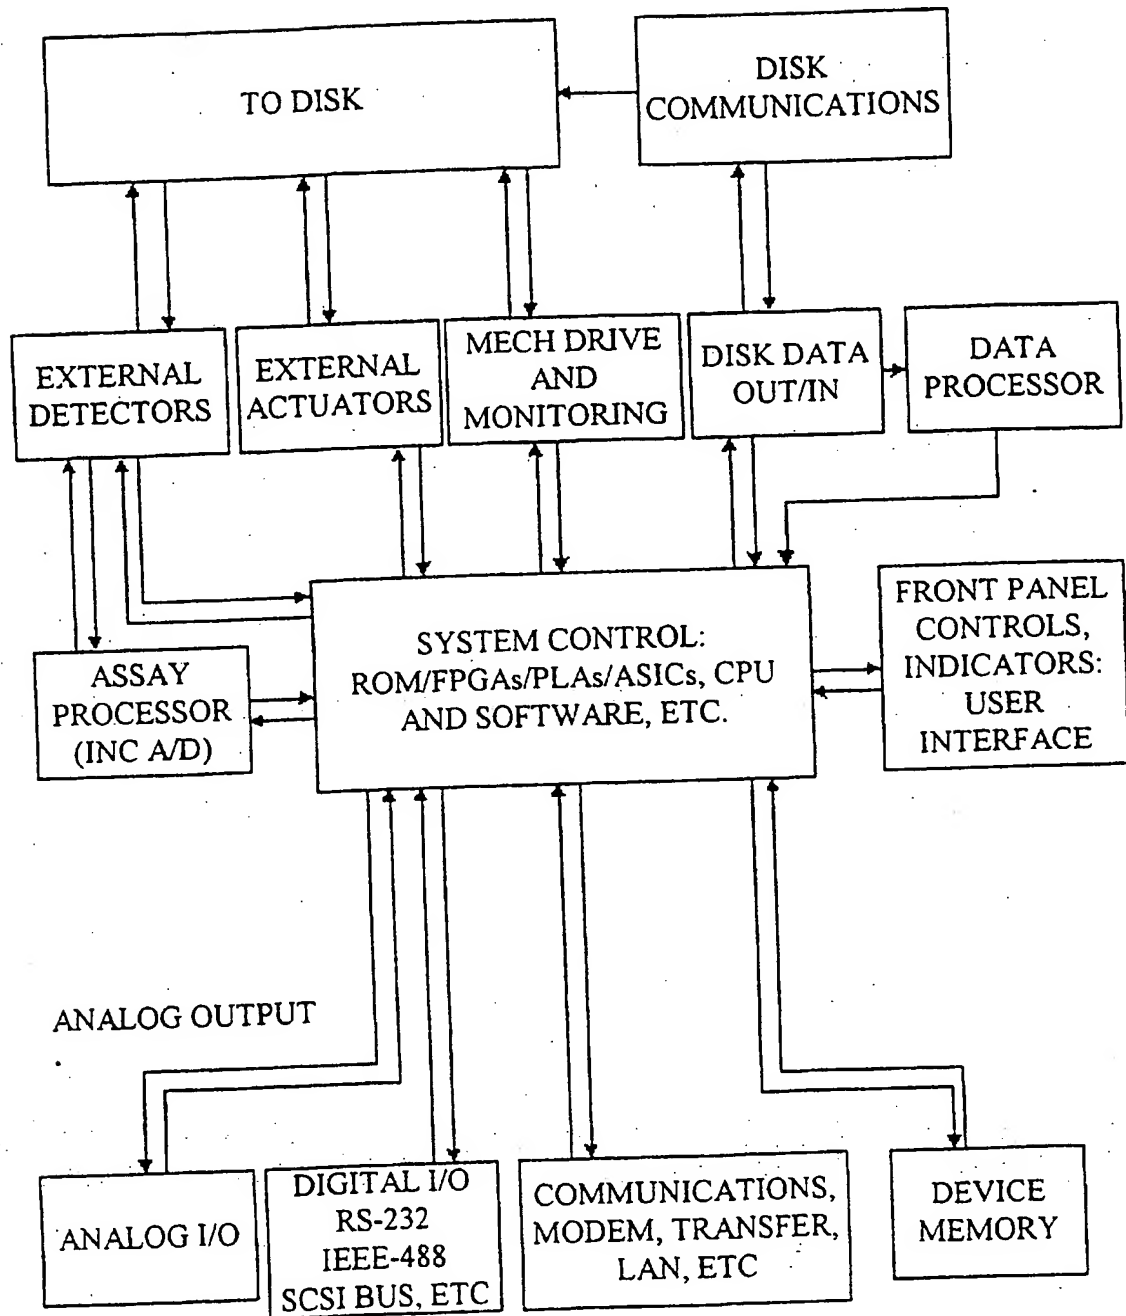 TO DISK
DISK
COMMUNICATIONS
EXTERNAL
DETECTORS
EXTERNAL
ACTUATORS
MECH DRIVE
AND
MONITORING
DISK DATA
OUT/IN
DATA
PROCESSOR
ASSAY
PROCESSOR
(INC A/D)
SYSTEM CONTROL:
ROM/FPGAs/PLAs/ASICs, CPU
AND SOFTWARE, ETC.
FRONT PANEL
CONTROLS,
INDICATORS:
USER
INTERFACE
ANALOG OUTPUT
ANALOG I/O
DIGITAL I/O
RS-232
IEEE-488
SCSI BUS, ETC
COMMUNICATIONS,
MODEM, TRANSFER,
LAN, ETC
DEVICE
MEMORY